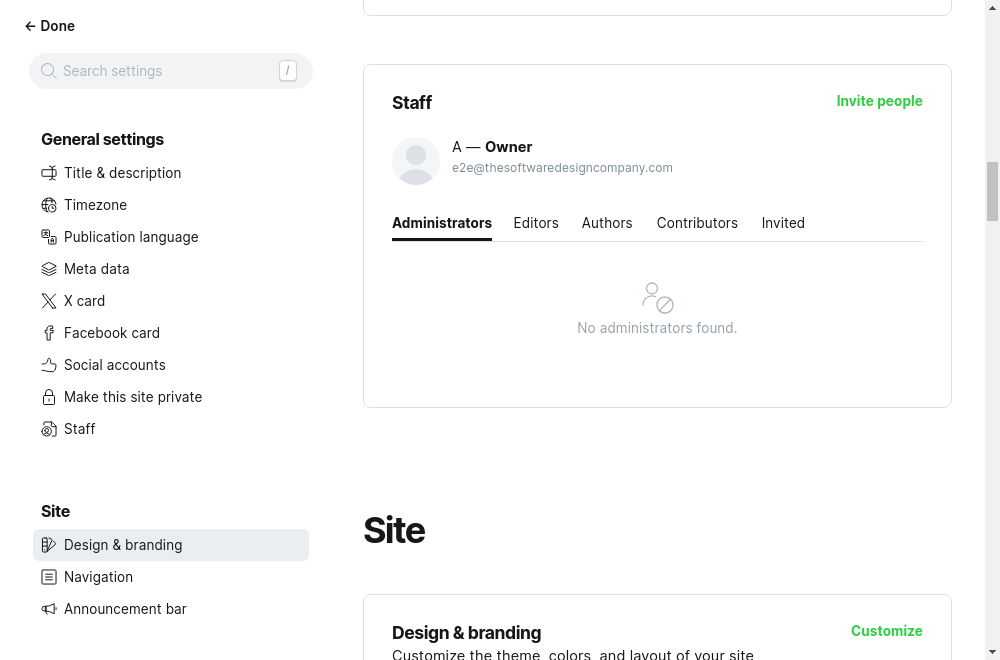 Done
Search settings
/
General settings
Title & description
Timezone
Publication language
Meta data
X card
Facebook card
Social accounts
Make this site private
Staff
Site
Design & branding
Navigation
Announcement bar
Staff
Invite people
A — Owner
e2e@thesoftwaredesigncompany.com
Administrators Editors Authors Contributors Invited
No administrators found.
Site
Design & branding
Customize
Customize the theme, colors, and layout of your site